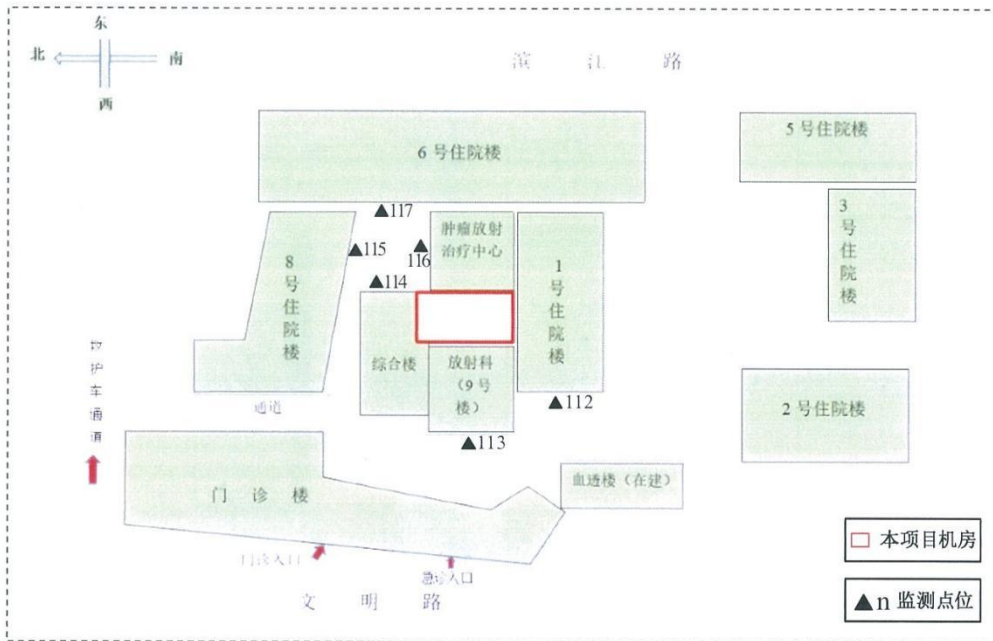 东
北
南
西
滨 江 路
6 号住院楼
5 号住院楼
3
号
住
院
楼
▲117
肿瘤放射
治疗中心
▲115
▲
116
▲114
8
号
住
院
楼
1
号
住
院
楼
综合楼
放射科
(9 号
楼)
救
护
车
通
道
通道
▲112
2 号住院楼
▲113
门 诊 楼
血透楼(在建)
门诊入口
急诊入口
文 明 路
本项目机房
▲n 监测点位